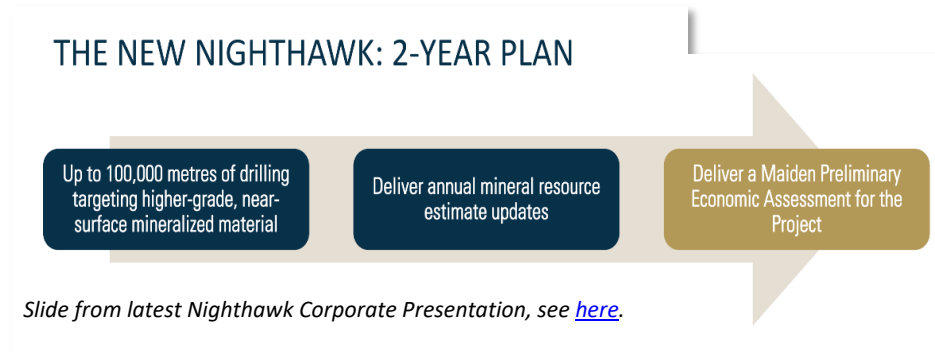 THE NEW NIGHTHAWK: 2-YEAR PLAN
Up to 100,000 metres of drilling
targeting higher-grade, near-
surface mineralized material
Deliver annual mineral resource
estimate updates
Deliver a Maiden Preliminary
Economic Assessment for the
Project
Slide from latest Nighthawk Corporate Presentation, see here.